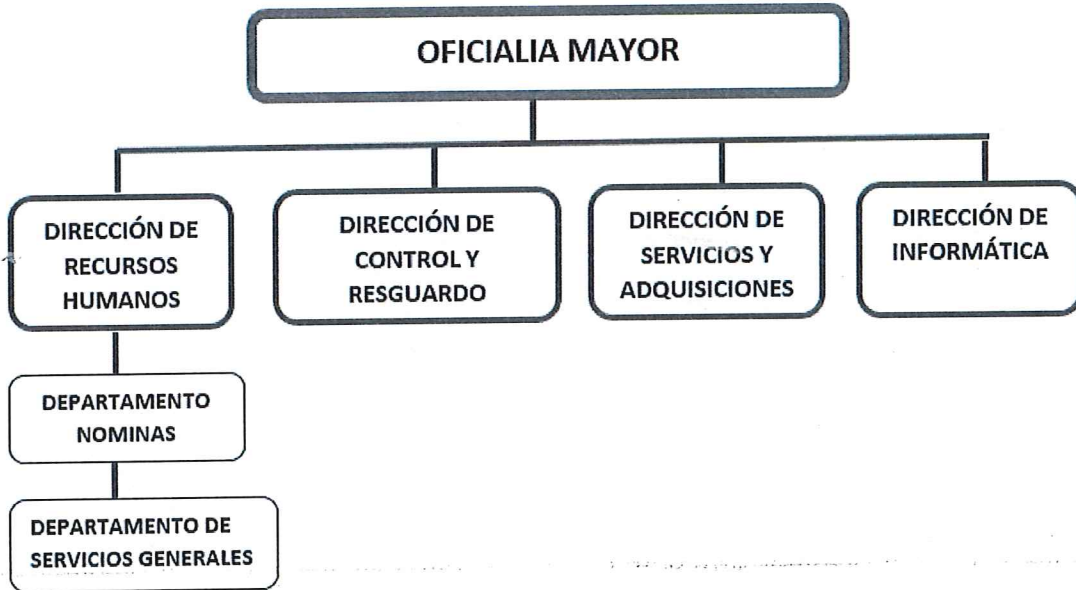 OFICIALIA MAYOR
DIRECCIÓN DE
RECURSOS
HUMANOS
DIRECCIÓN DE
CONTROL Y
RESGUARDO
DIRECCIÓN DE
SERVICIOS Y
ADQUISICIONES
DIRECCIÓN DE
INFORMÁTICA
DEPARTAMENTO
NOMINAS
DEPARTAMENTO DE
SERVICIOS GENERALES